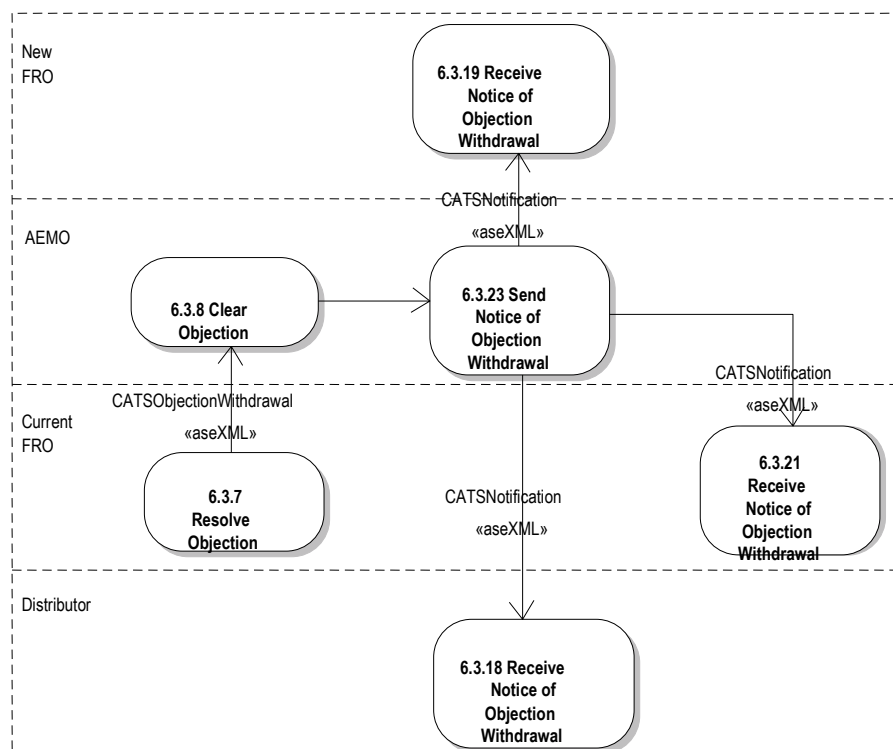 New
FRO
6.3.19 Receive
Notice of
Objection
Withdrawal
CATSNotification
«aseXML»
AEMO
6.3.8 Clear
Objection
6.3.23 Send
Notice of
Objection
Withdrawal
CATSNotification
«aseXML»
CATSObjectionWithdrawal
«aseXML»
Current
FRO
6.3.7
Resolve
Objection
CATSNotification
«aseXML»
6.3.21
Receive
Notice of
Objection
Withdrawal
Distributor
6.3.18 Receive
Notice of
Objection
Withdrawal